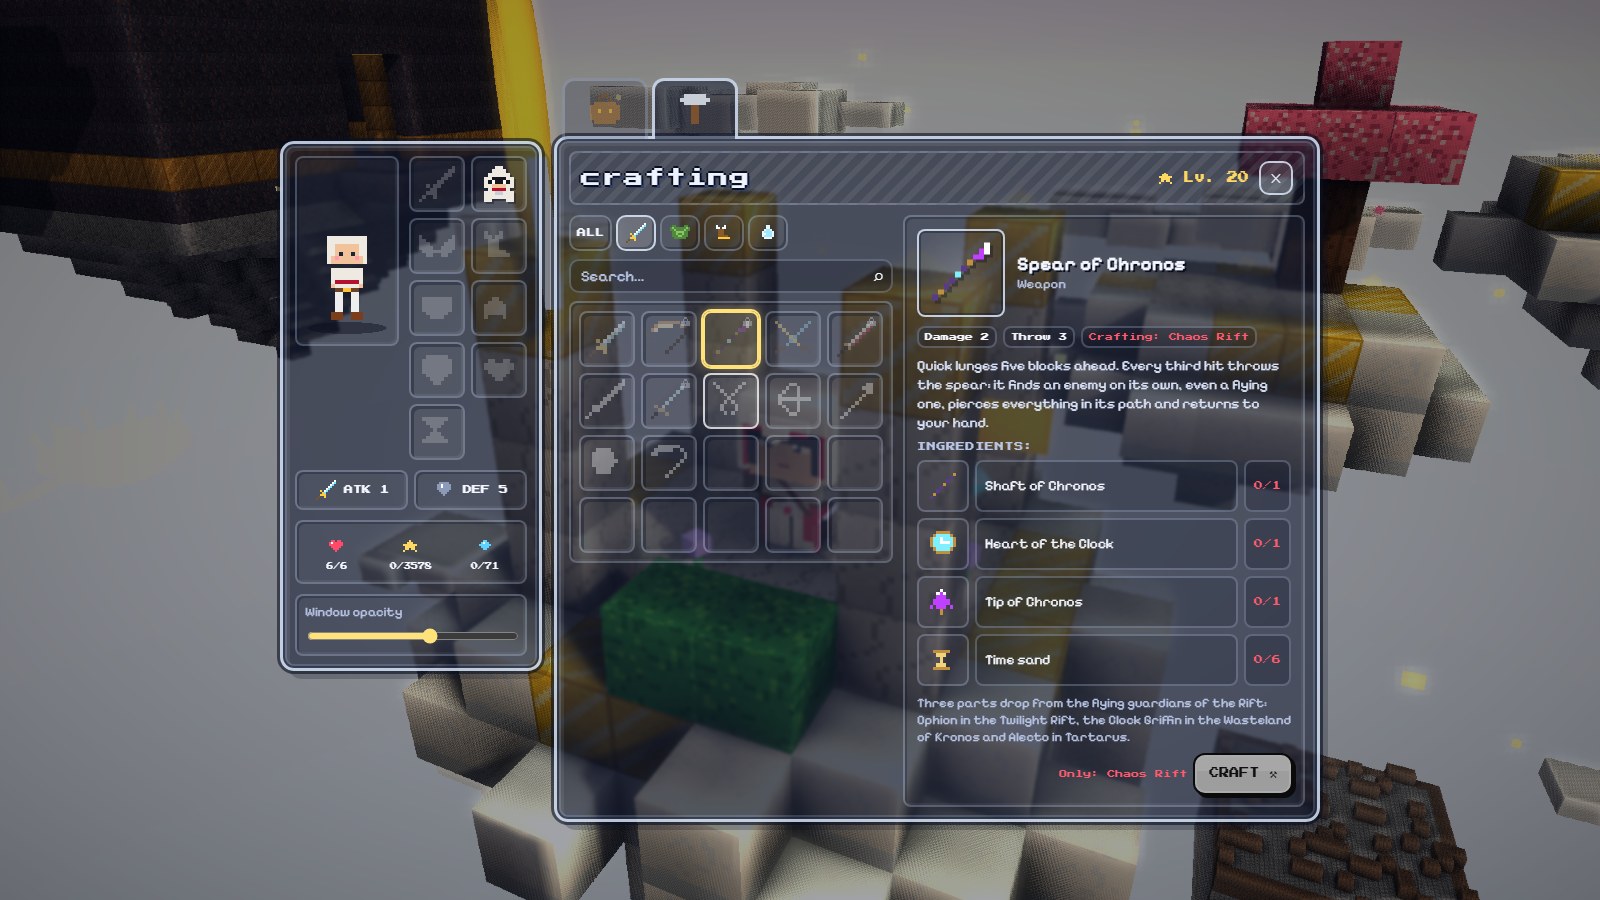 crafting
Lv. 20
ALL
Search...
Spear of Chronos
Weapon
Damage 2
Throw 3
Crafting: Chaos Rift
Quick lunges five blocks ahead. Every third hit throws
the spear: it finds an enemy on its own, even a flying
one, pierces everything in its path and returns to
your hand.
INGREDIENTS:
Shaft of Chronos
0/1
Heart of the Clock
0/1
Tip of Chronos
0/1
Time sand
0/6
Three parts drop from the flying guardians of the Rift:
Ophion in the Twilight Rift, the Clock Griffin in the Wasteland
of Kronos and Alecto in Tartarus.
Only: Chaos Rift
CRAFT
ATK 1
DEF 5
6/6
0/3578
0/71
Window opacity